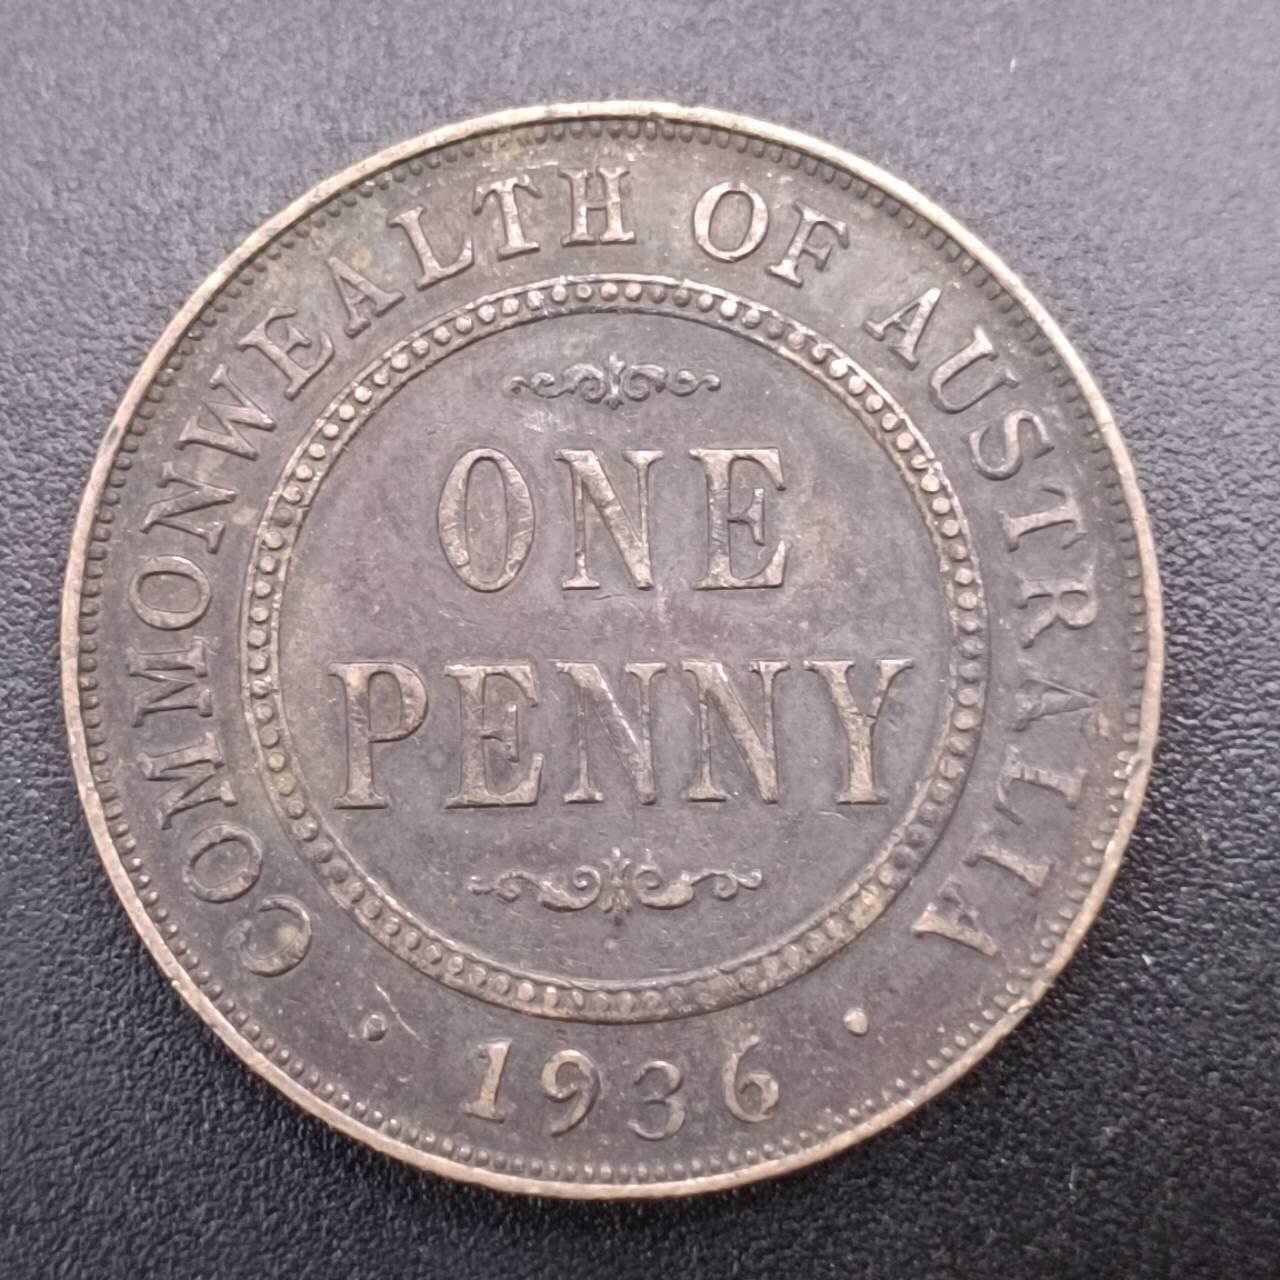 COMMONWEALTH OF AUSTRALIA
ONE
PENNY
· 1936 ·